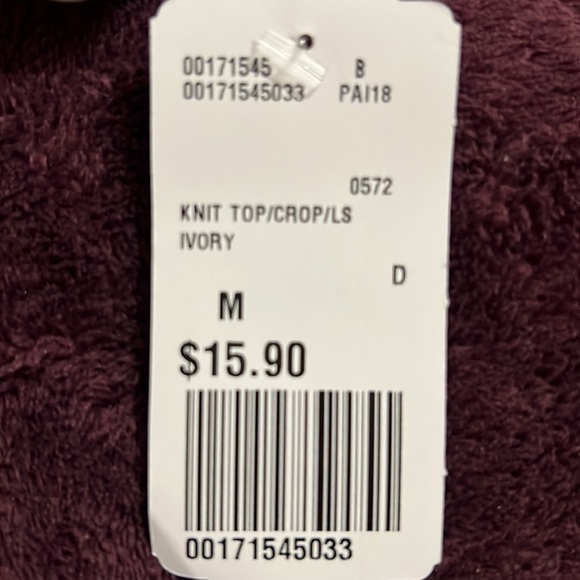 00171545 B
00171545033 PAI18
0572
KNIT TOP/CROP/LS
IVORY
D
M
$15.90
00171545033